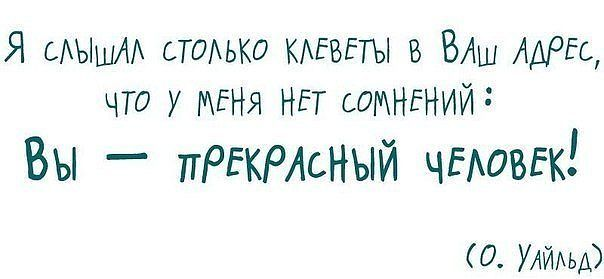 Я слышал столько клеветы в Ваш адрес,
что у меня нет сомнений:
Вы — прекрасный человек!
(О. Уайльд)